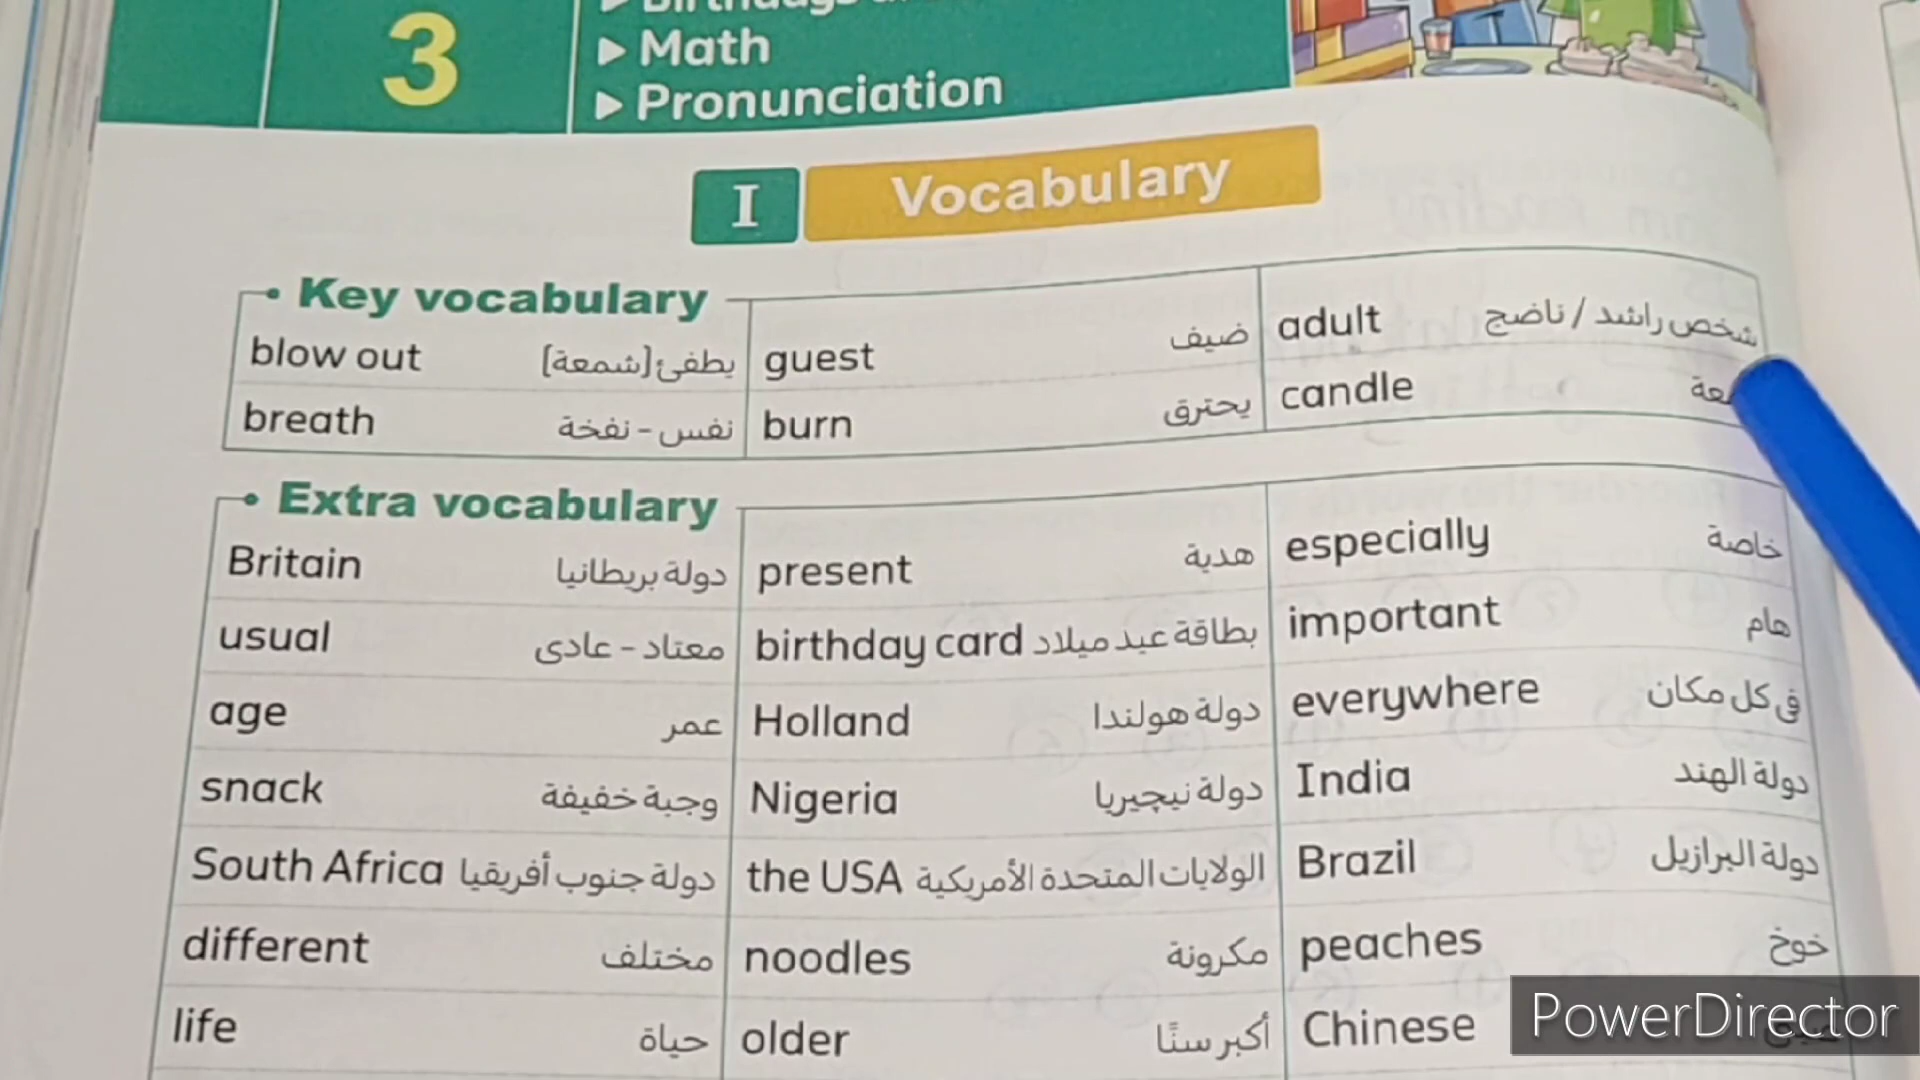 3
▶ Math
▶ Pronunciation
I Vocabulary
• Key vocabulary
blow out يطفئ [شمعة] guest ضيف adult شخص راشد / ناضج
breath نفس - نفخة burn يحترق candle
• Extra vocabulary
Britain دولة بريطانيا present هدية especially خاصة
usual معتاد - عادى birthday card بطاقة عيد ميلاد important هام
age عمر Holland دولة هولندا everywhere فى كل مكان
snack وجبة خفيفة Nigeria دولة نيچيريا India دولة الهند
South Africa دولة جنوب أفريقيا the USA الولايات المتحدة الأمريكية Brazil دولة البرازيل
different مختلف noodles مكرونة peaches خوخ
life حياة older أكبر سنًا Chinese
PowerDirector